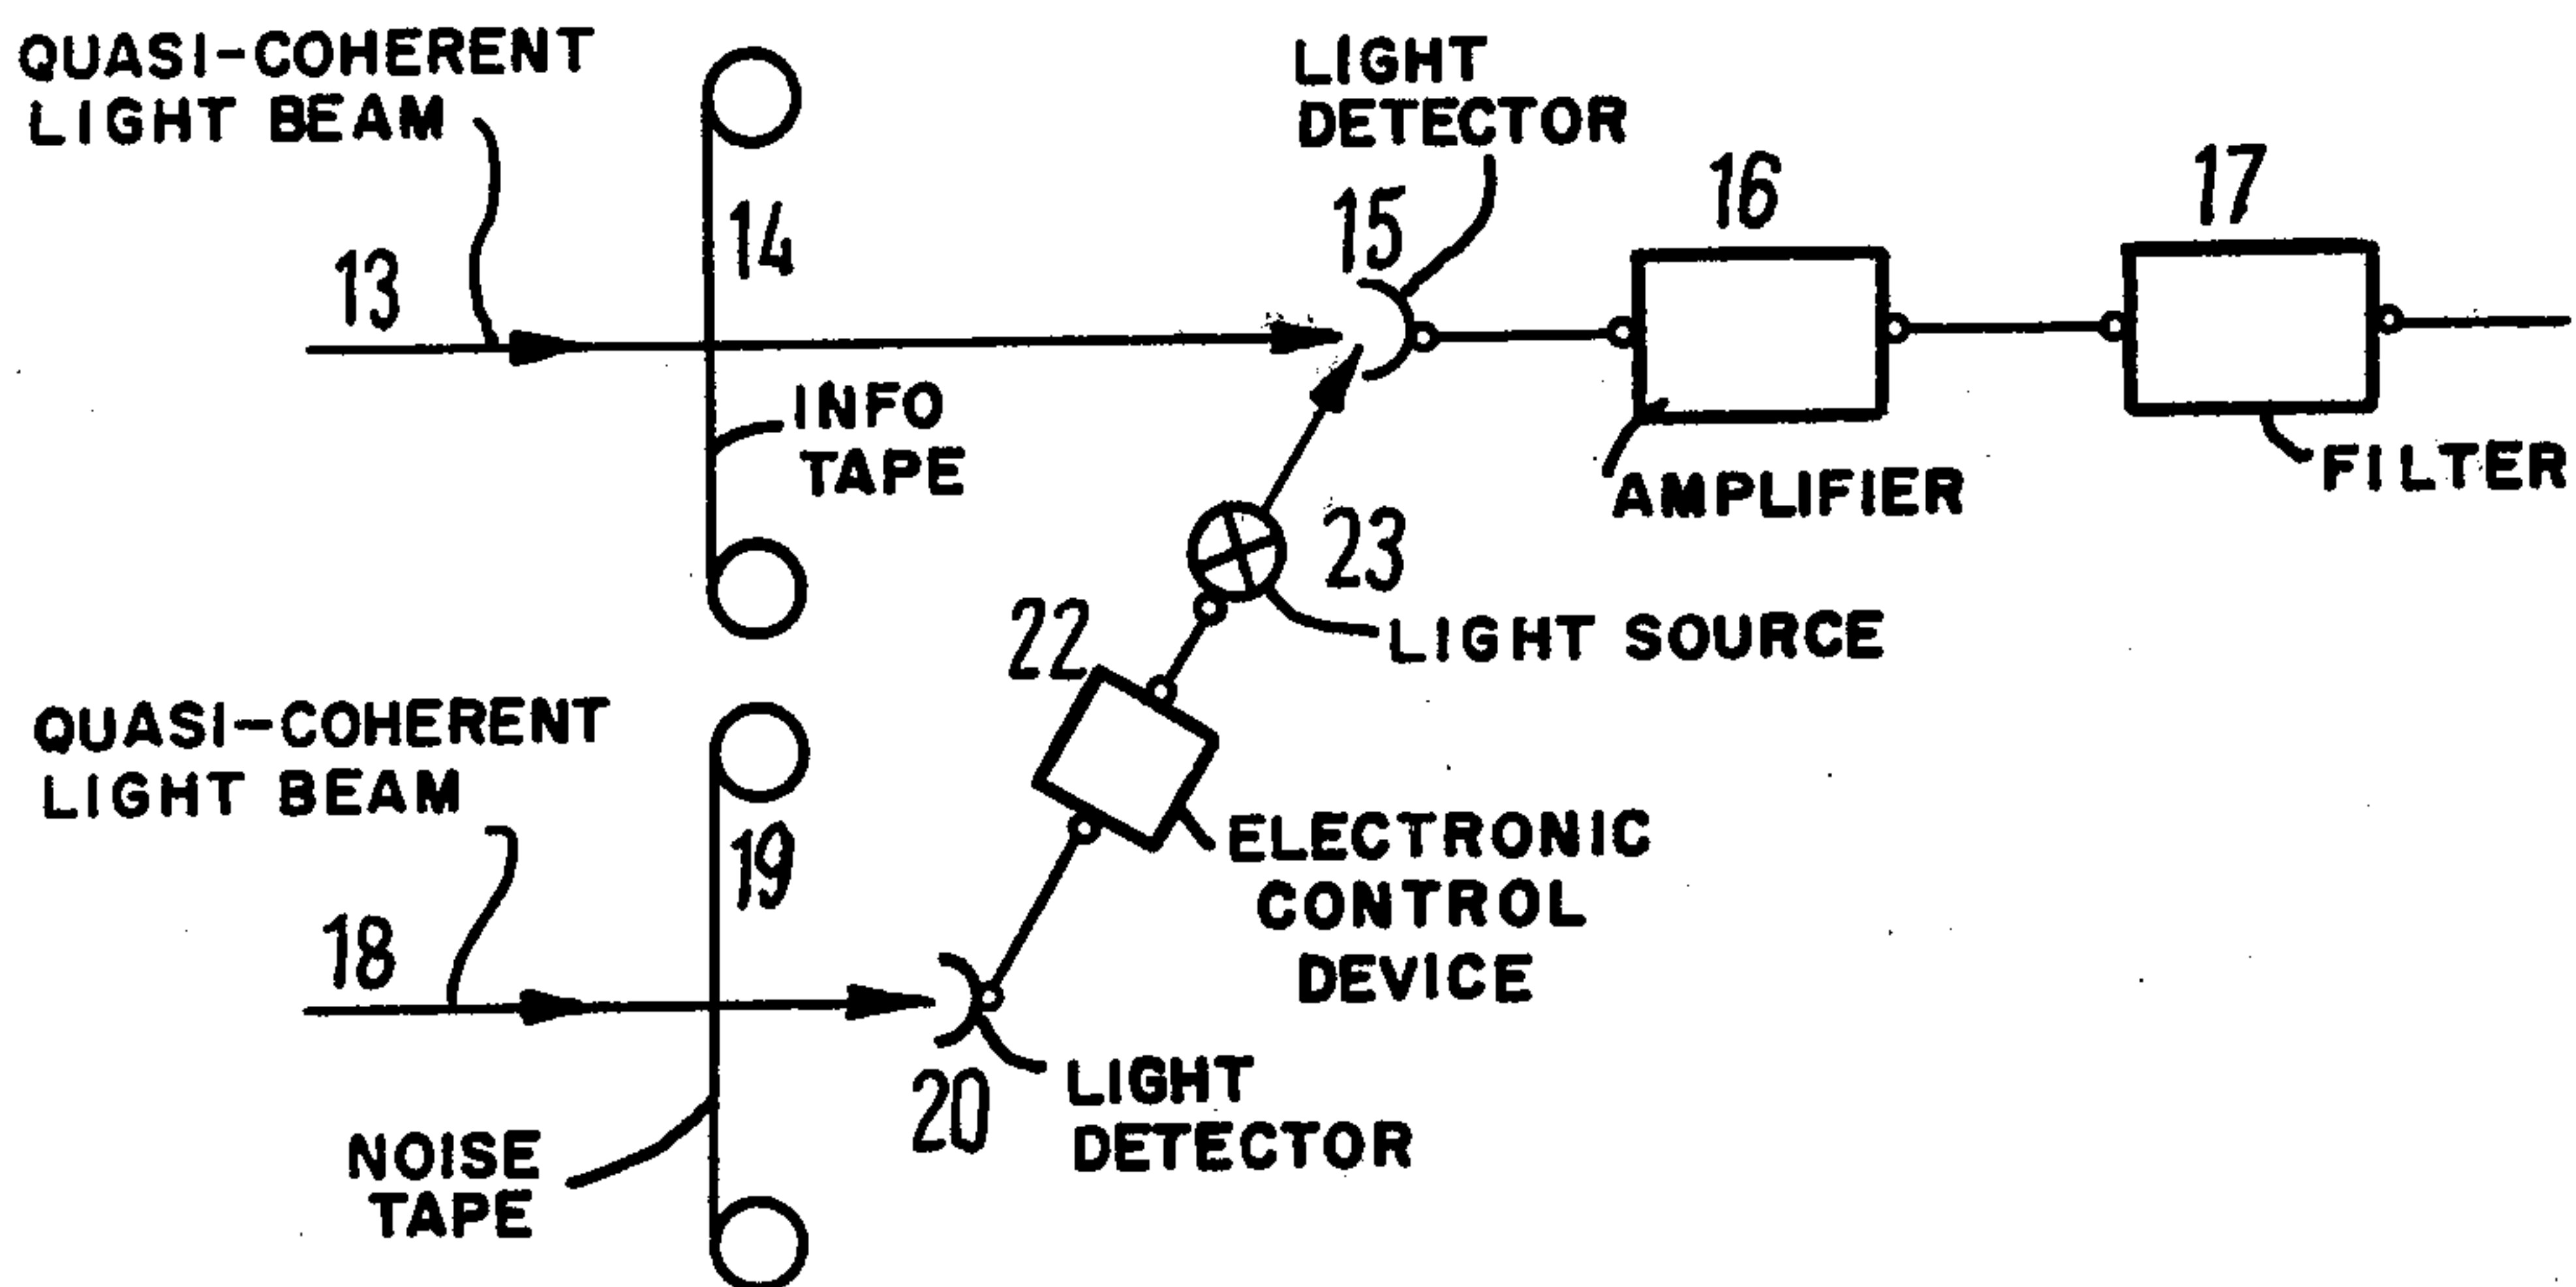 QUASI-COHERENT
LIGHT BEAM
13
14
INFO
TAPE
LIGHT
DETECTOR
15
16
AMPLIFIER
17
FILTER
23
LIGHT SOURCE
22
ELECTRONIC
CONTROL
DEVICE
QUASI-COHERENT
LIGHT BEAM
18
19
NOISE
TAPE
20
LIGHT
DETECTOR